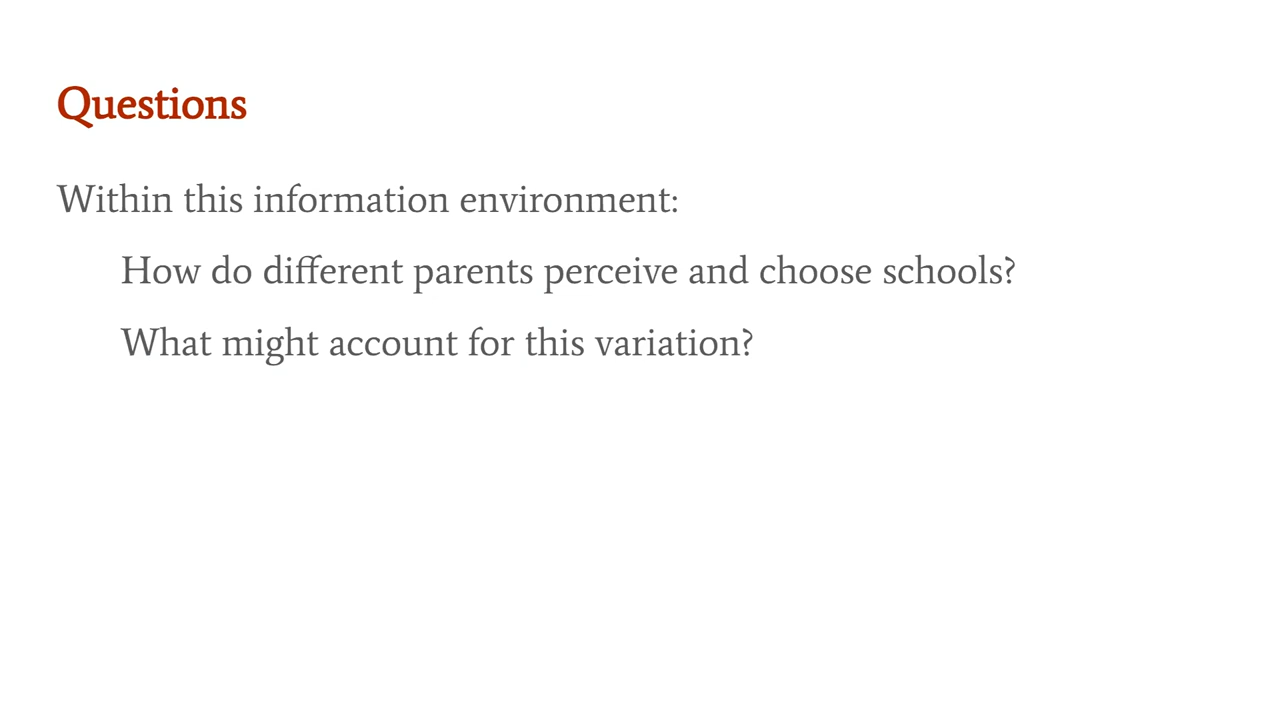 Questions
Within this information environment:
How do different parents perceive and choose schools?
What might account for this variation?